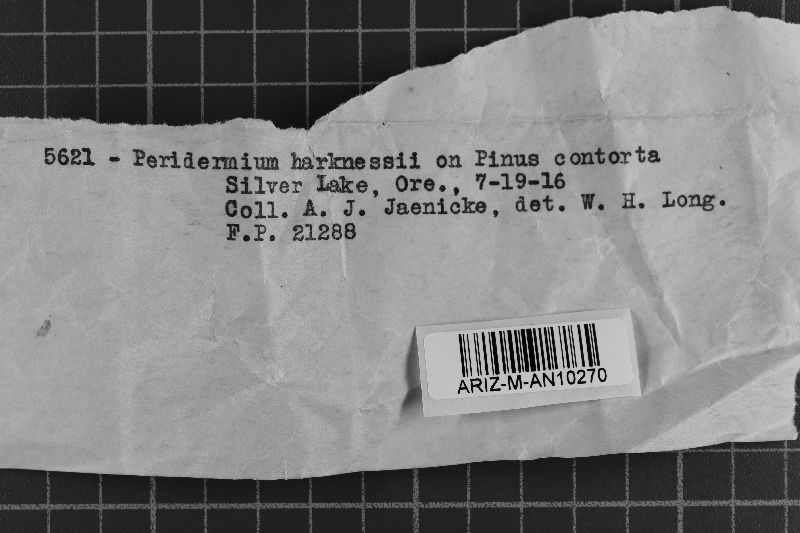 5621 - Peridermium harknessii on Pinus contorta
Silver Lake, Ore., 7-19-16
Coll. A. J. Jaenicke, det. W. H. Long.
F.P. 21288
ARIZ-M-AN10270